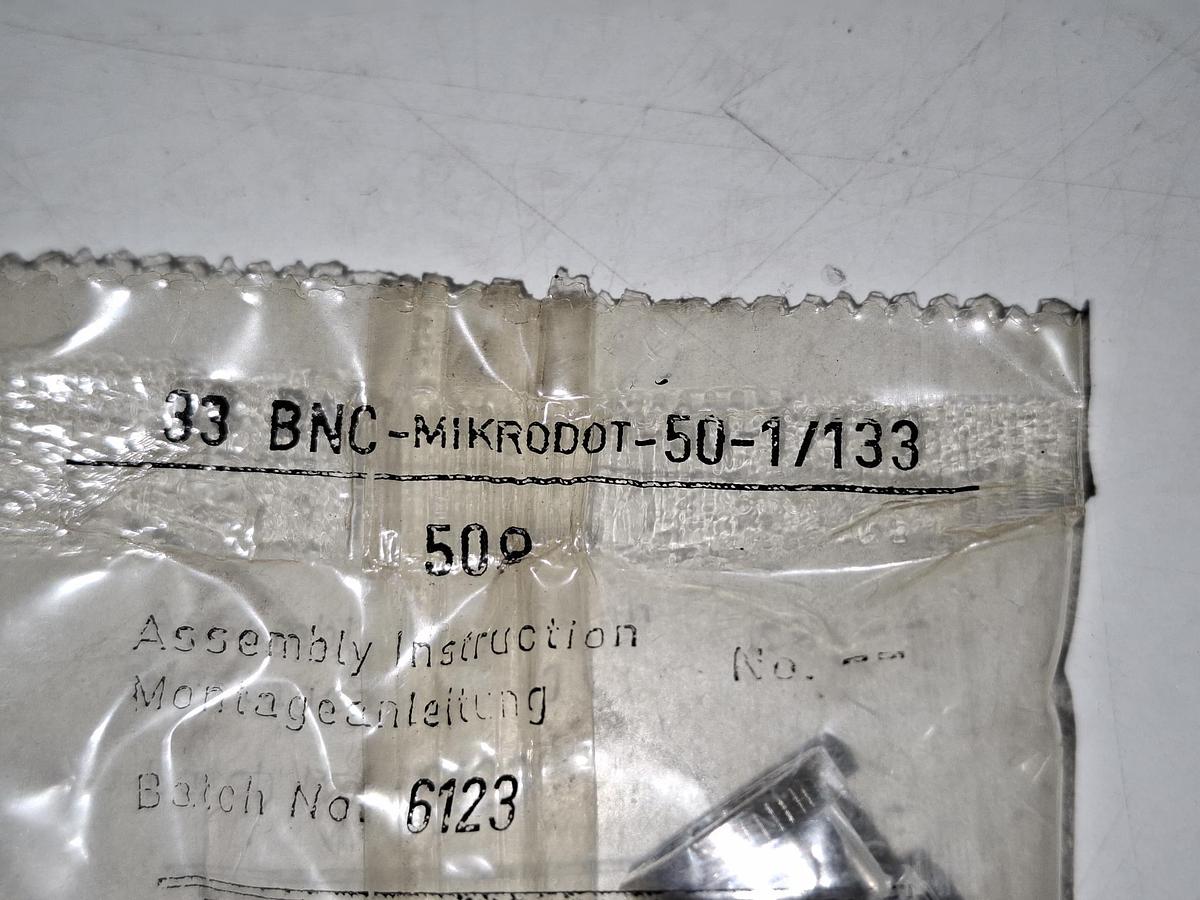 33 BNC-MIKRODOT-50-1/133
50Ω
Assembly Instruction No. --
Montageanleitung
Batch No. 6123